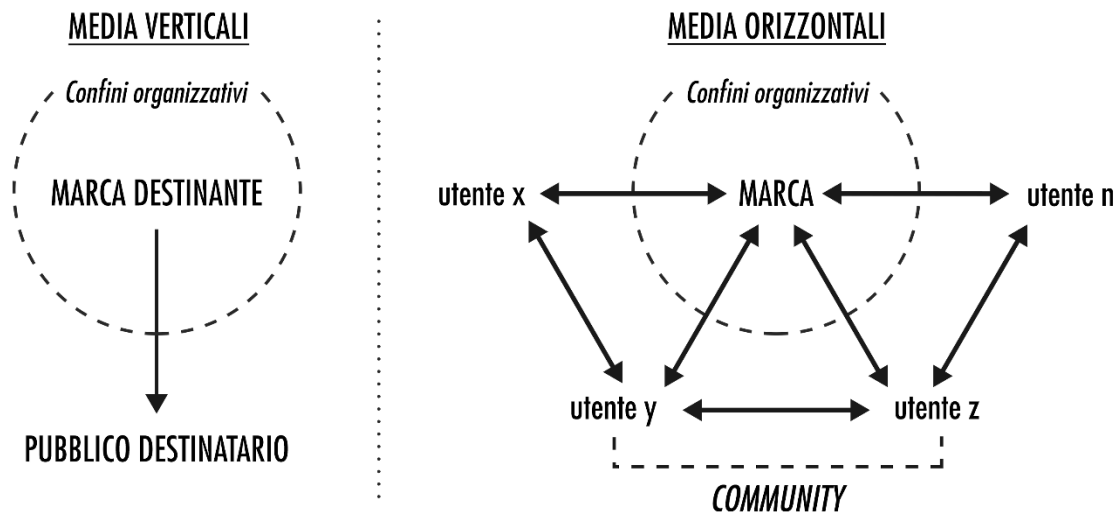 MEDIA VERTICALI
Confini organizzativi
MARCA DESTINANTE
PUBBLICO DESTINATARIO
MEDIA ORIZZONTALI
Confini organizzativi
utente x
MARCA
utente n
utente y
utente z
COMMUNITY